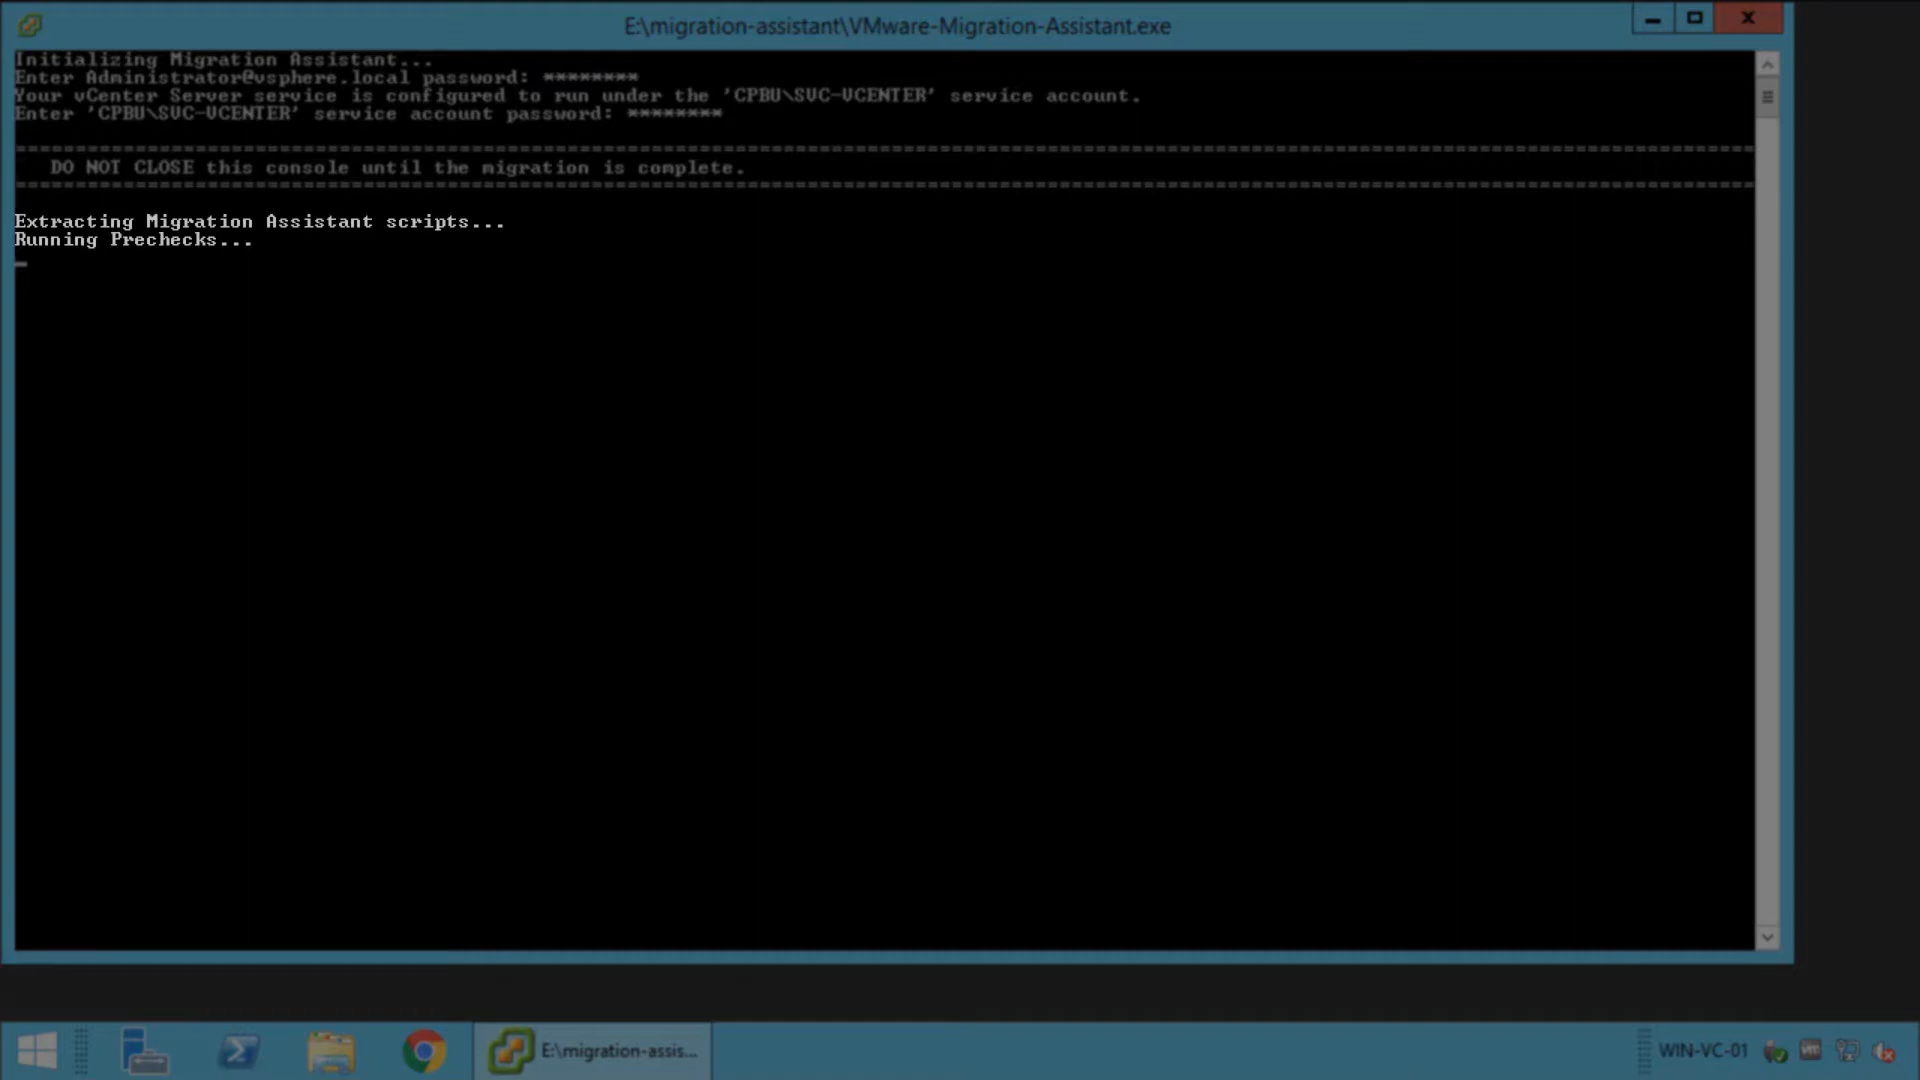 E:\migration-assistant\VMware-Migration-Assistant.exe
Initializing Migration Assistant...
Enter Administrator@vsphere.local password: ********
Your vCenter Server service is configured to run under the 'CPBU\SVC-VCENTER' service account.
Enter 'CPBU\SVC-VCENTER' service account password: ********
DO NOT CLOSE this console until the migration is complete.
Extracting Migration Assistant scripts...
Running Prechecks...
E:\migration-assis...
WIN-VC-01
vm